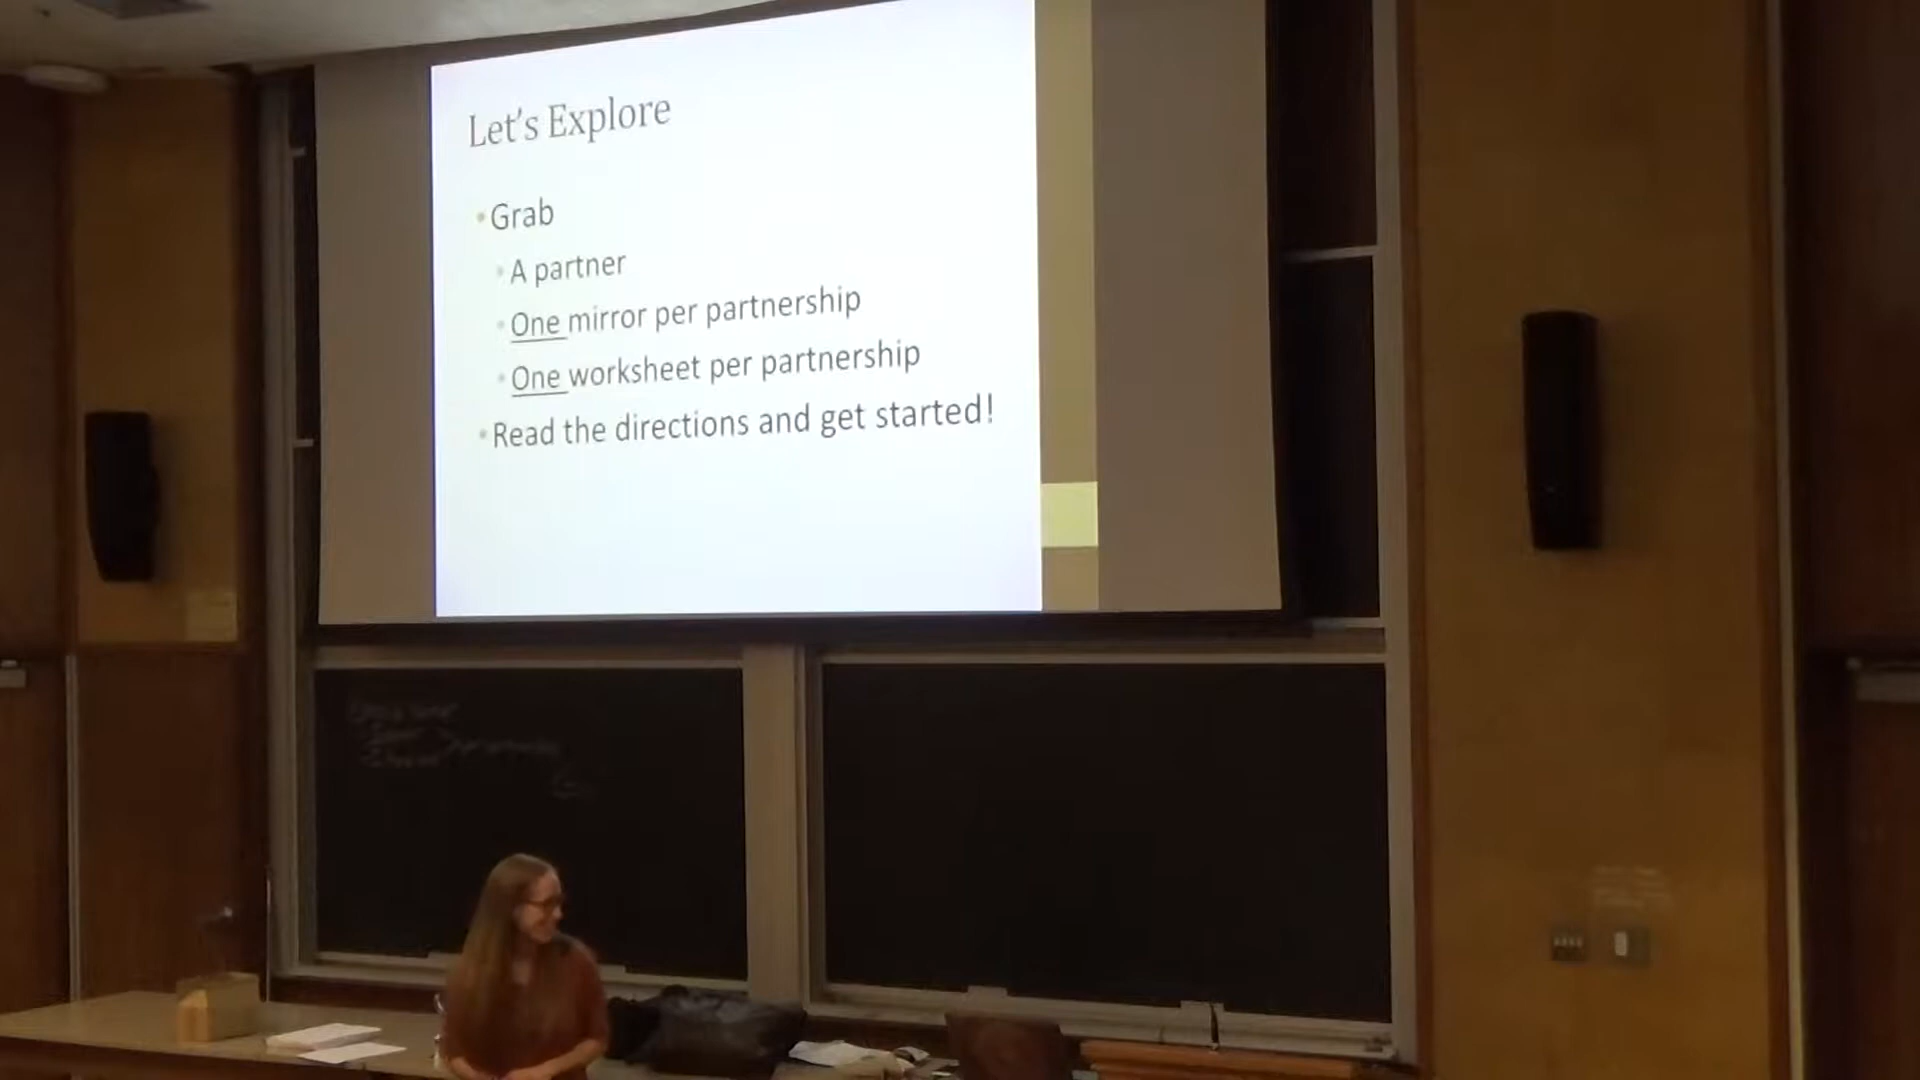 Let's Explore
Grab
A partner
One mirror per partnership
One worksheet per partnership
Read the directions and get started!